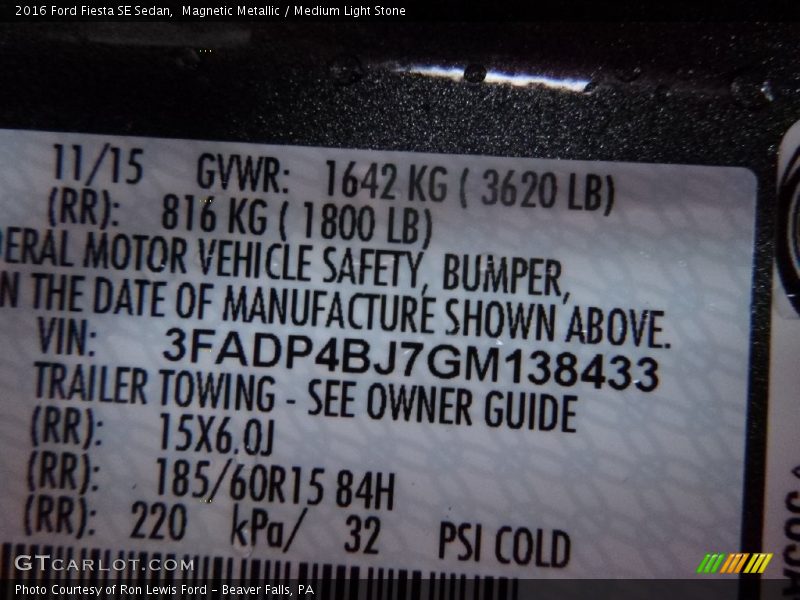 2016 Ford Fiesta SE Sedan, Magnetic Metallic / Medium Light Stone
11/15 GVWR: 1642 KG ( 3620 LB)
(RR): 816 KG ( 1800 LB)
DERAL MOTOR VEHICLE SAFETY, BUMPER,
N THE DATE OF MANUFACTURE SHOWN ABOVE.
VIN: 3FADP4BJ7GM138433
TRAILER TOWING - SEE OWNER GUIDE
(RR): 15X6.0J
(RR): 185/60R15 84H
(RR): 220 kPa/ 32 PSI COLD
GTCARLOT.COM
Photo Courtesy of Ron Lewis Ford - Beaver Falls, PA